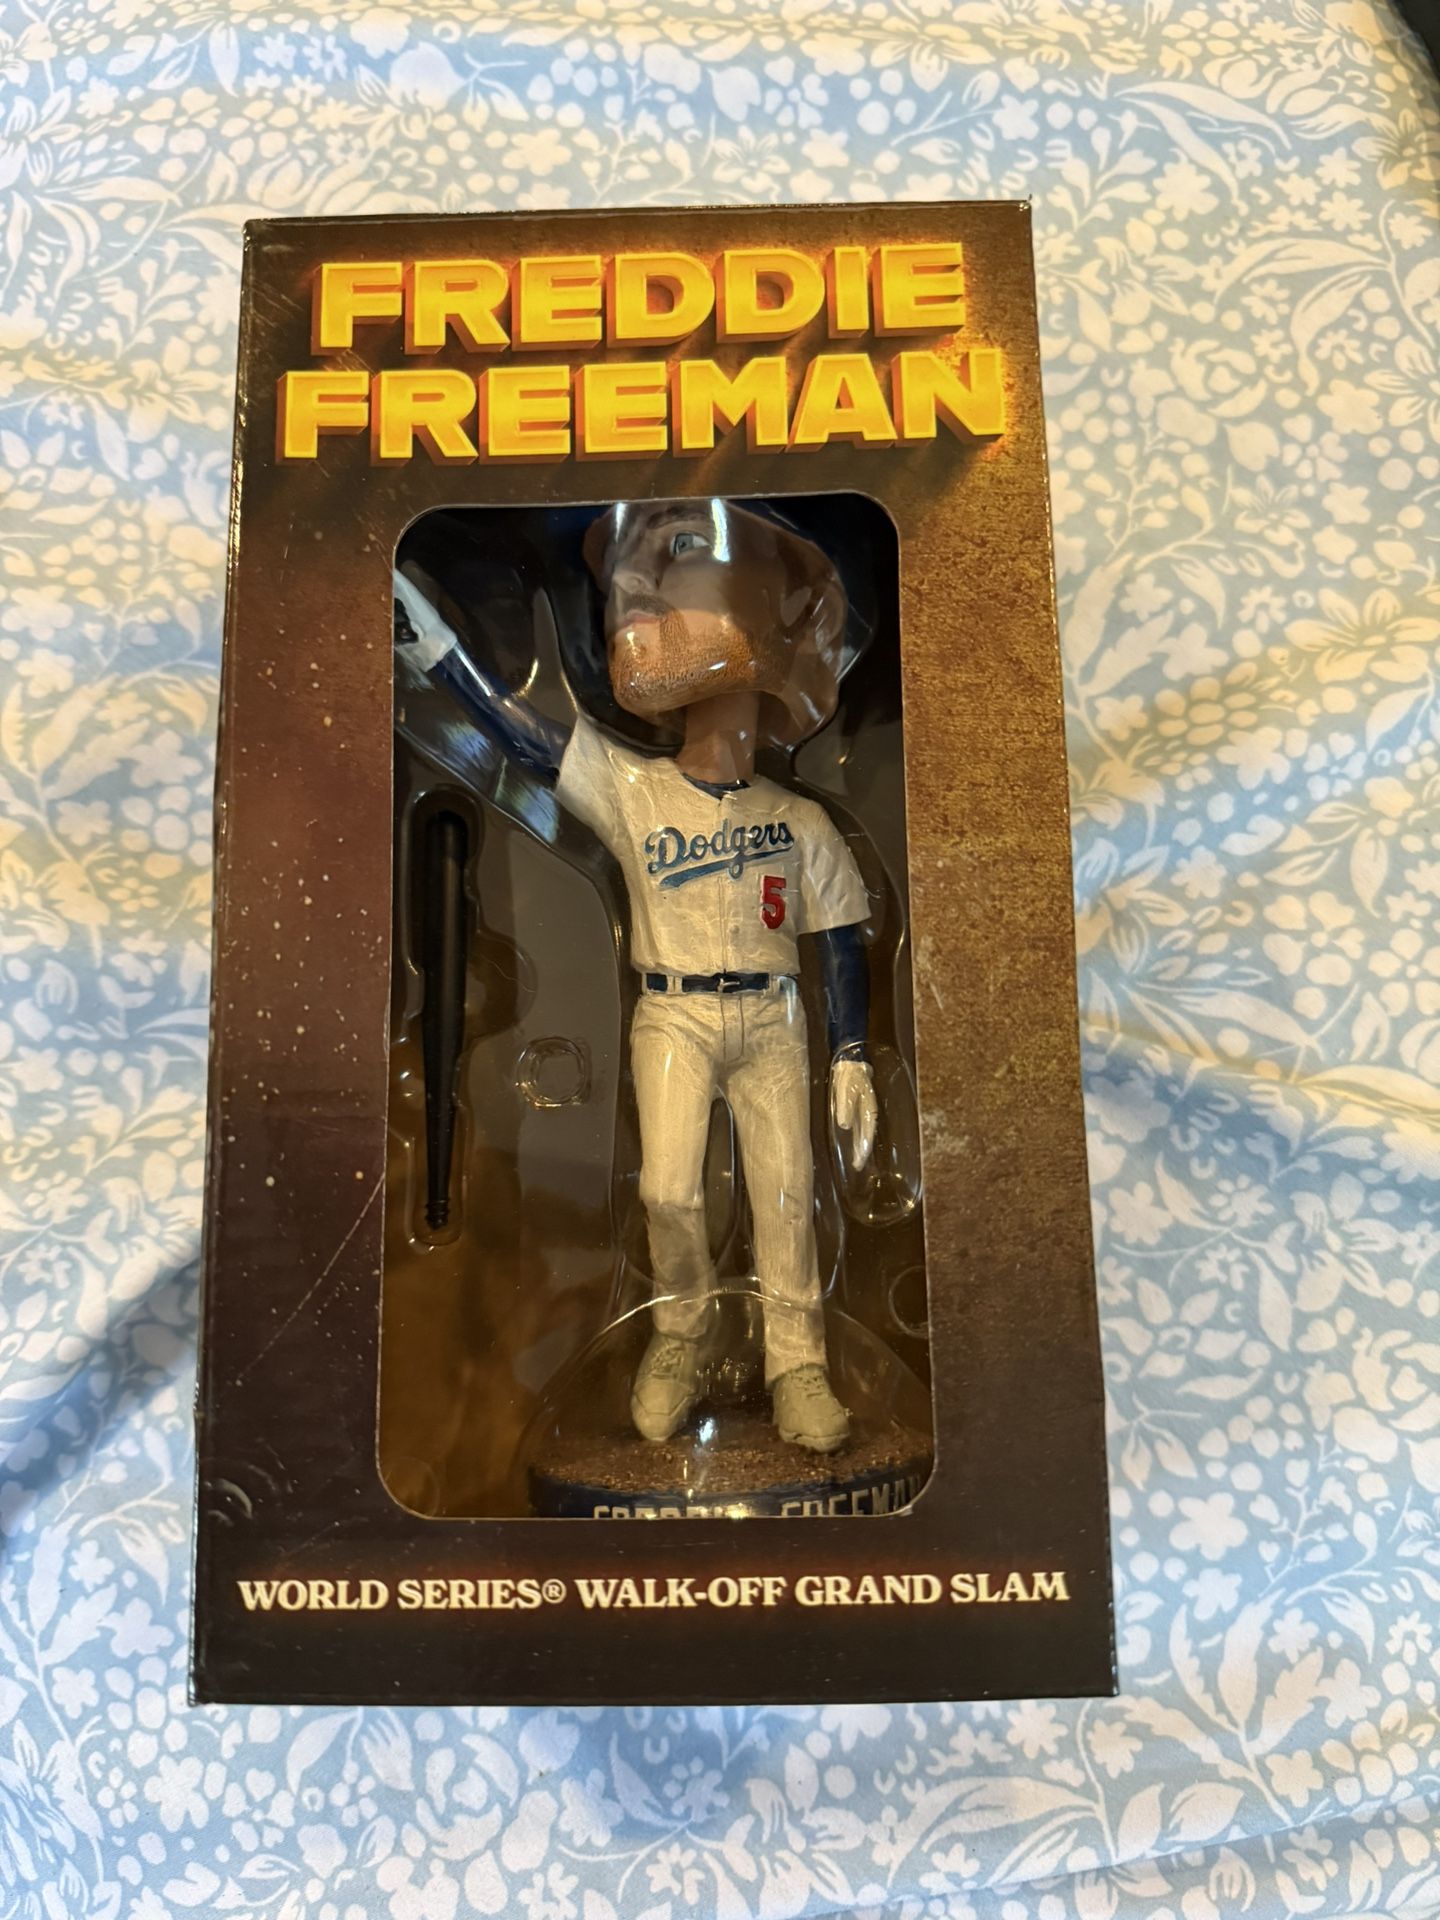 FREDDIE
FREEMAN
Dodgers
5
WORLD SERIES® WALK-OFF GRAND SLAM